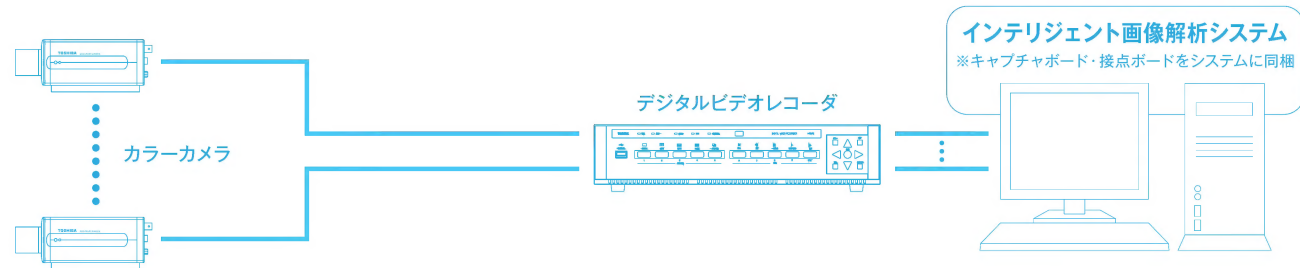 インテリジェント画像解析システム
※キャプチャボード・接点ボードをシステムに同梱
デジタルビデオレコーダ
カラーカメラ
TOSHIBA
TOSHIBA